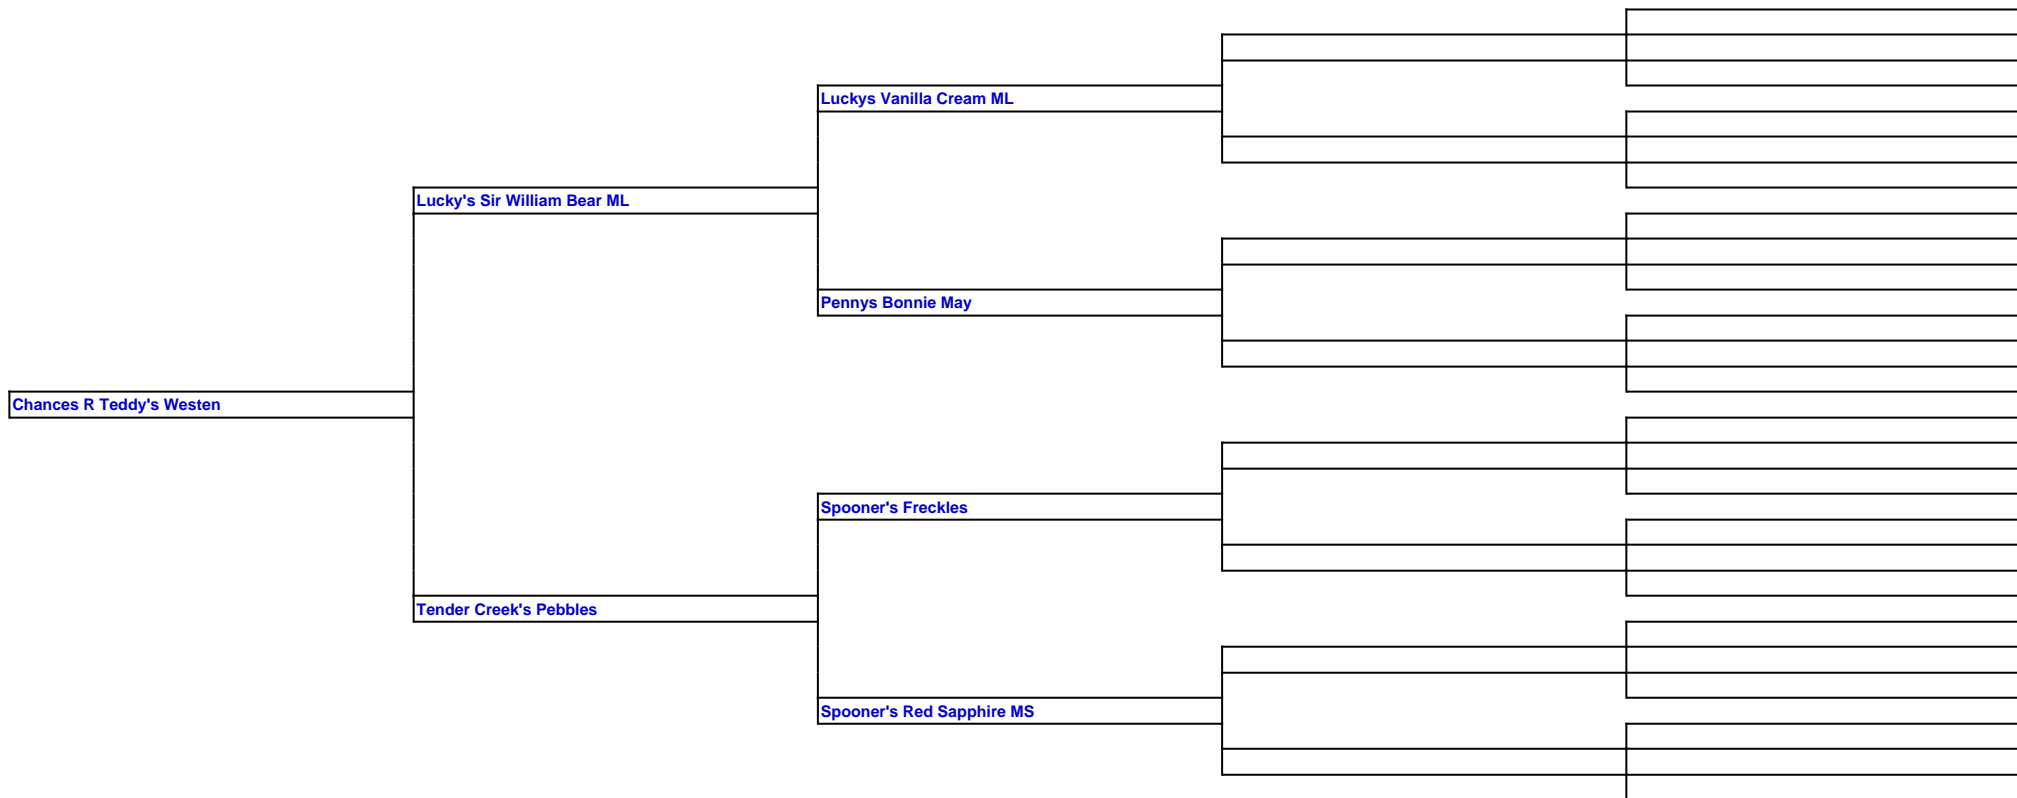 Luckys Vanilla Cream ML
Lucky's Sir William Bear ML
Pennys Bonnie May
Chances R Teddy's Westen
Spooner's Freckles
Tender Creek's Pebbles
Spooner's Red Sapphire MS